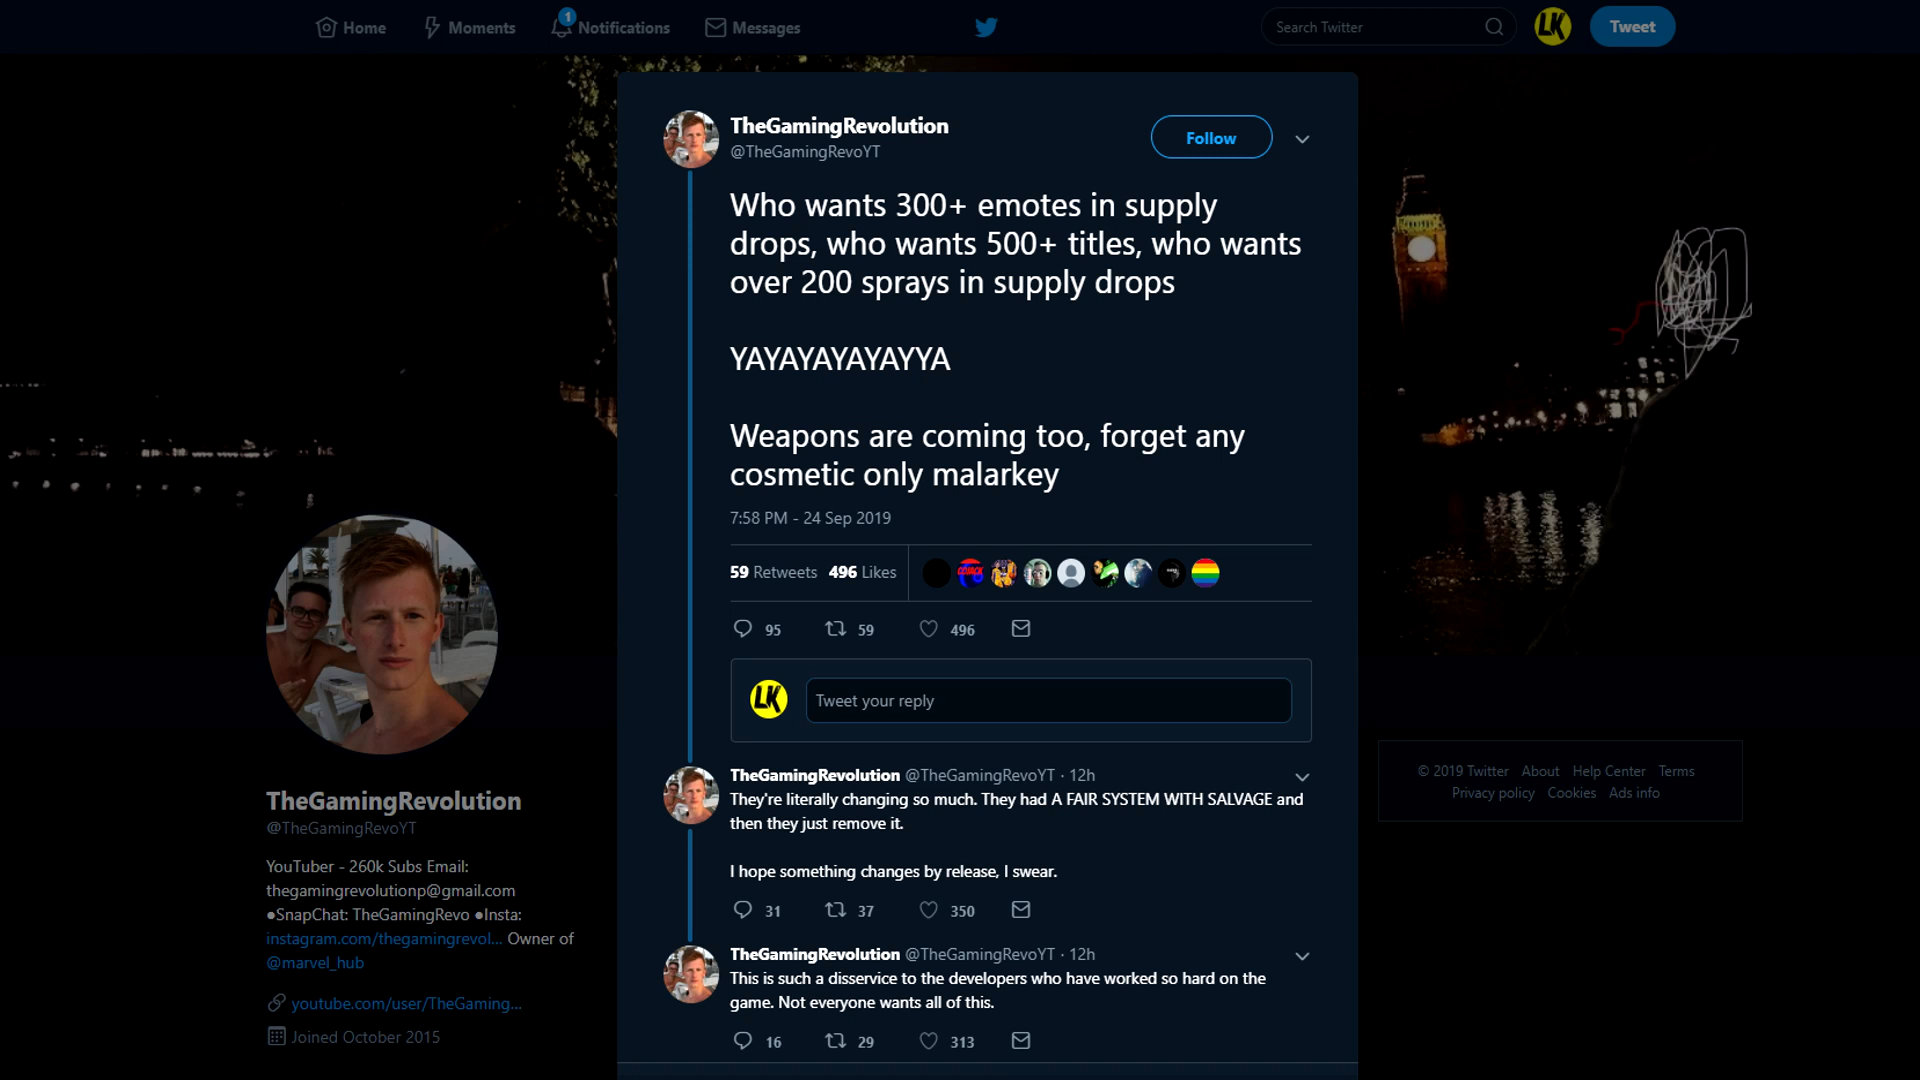 Home
Moments
1
Notifications
Messages
Search Twitter
LK
Tweet
TheGamingRevolution
@TheGamingRevoYT
Follow
Who wants 300+ emotes in supply
drops, who wants 500+ titles, who wants
over 200 sprays in supply drops
YAYAYAYAYAYYA
Weapons are coming too, forget any
cosmetic only malarkey
7:58 PM - 24 Sep 2019
59 Retweets 496 Likes
95 59 496
LK
Tweet your reply
TheGamingRevolution @TheGamingRevoYT · 12h
They're literally changing so much. They had A FAIR SYSTEM WITH SALVAGE and
then they just remove it.
I hope something changes by release, I swear.
31 37 350
TheGamingRevolution @TheGamingRevoYT · 12h
This is such a disservice to the developers who have worked so hard on the
game. Not everyone wants all of this.
16 29 313
TheGamingRevolution
@TheGamingRevoYT
YouTuber - 260k Subs Email:
thegamingrevolutionp@gmail.com
●SnapChat: TheGamingRevo ●Insta:
instagram.com/thegamingrevol... Owner of
@marvel_hub
youtube.com/user/TheGaming...
Joined October 2015
© 2019 Twitter About Help Center Terms
Privacy policy Cookies Ads info